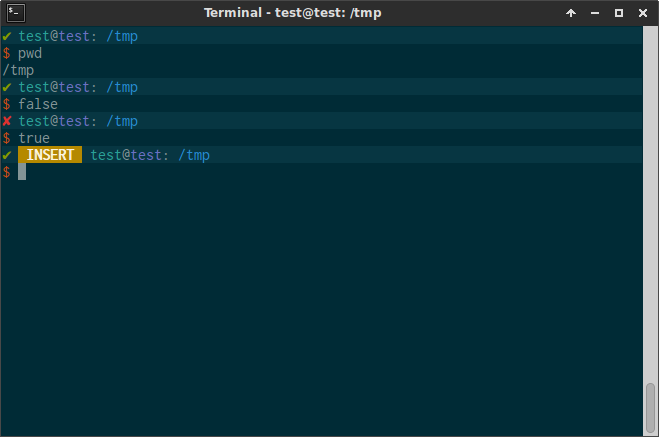 Terminal - test@test: /tmp
✔ test@test: /tmp
$ pwd
/tmp
✔ test@test: /tmp
$ false
✘ test@test: /tmp
$ true
✔ INSERT test@test: /tmp
$